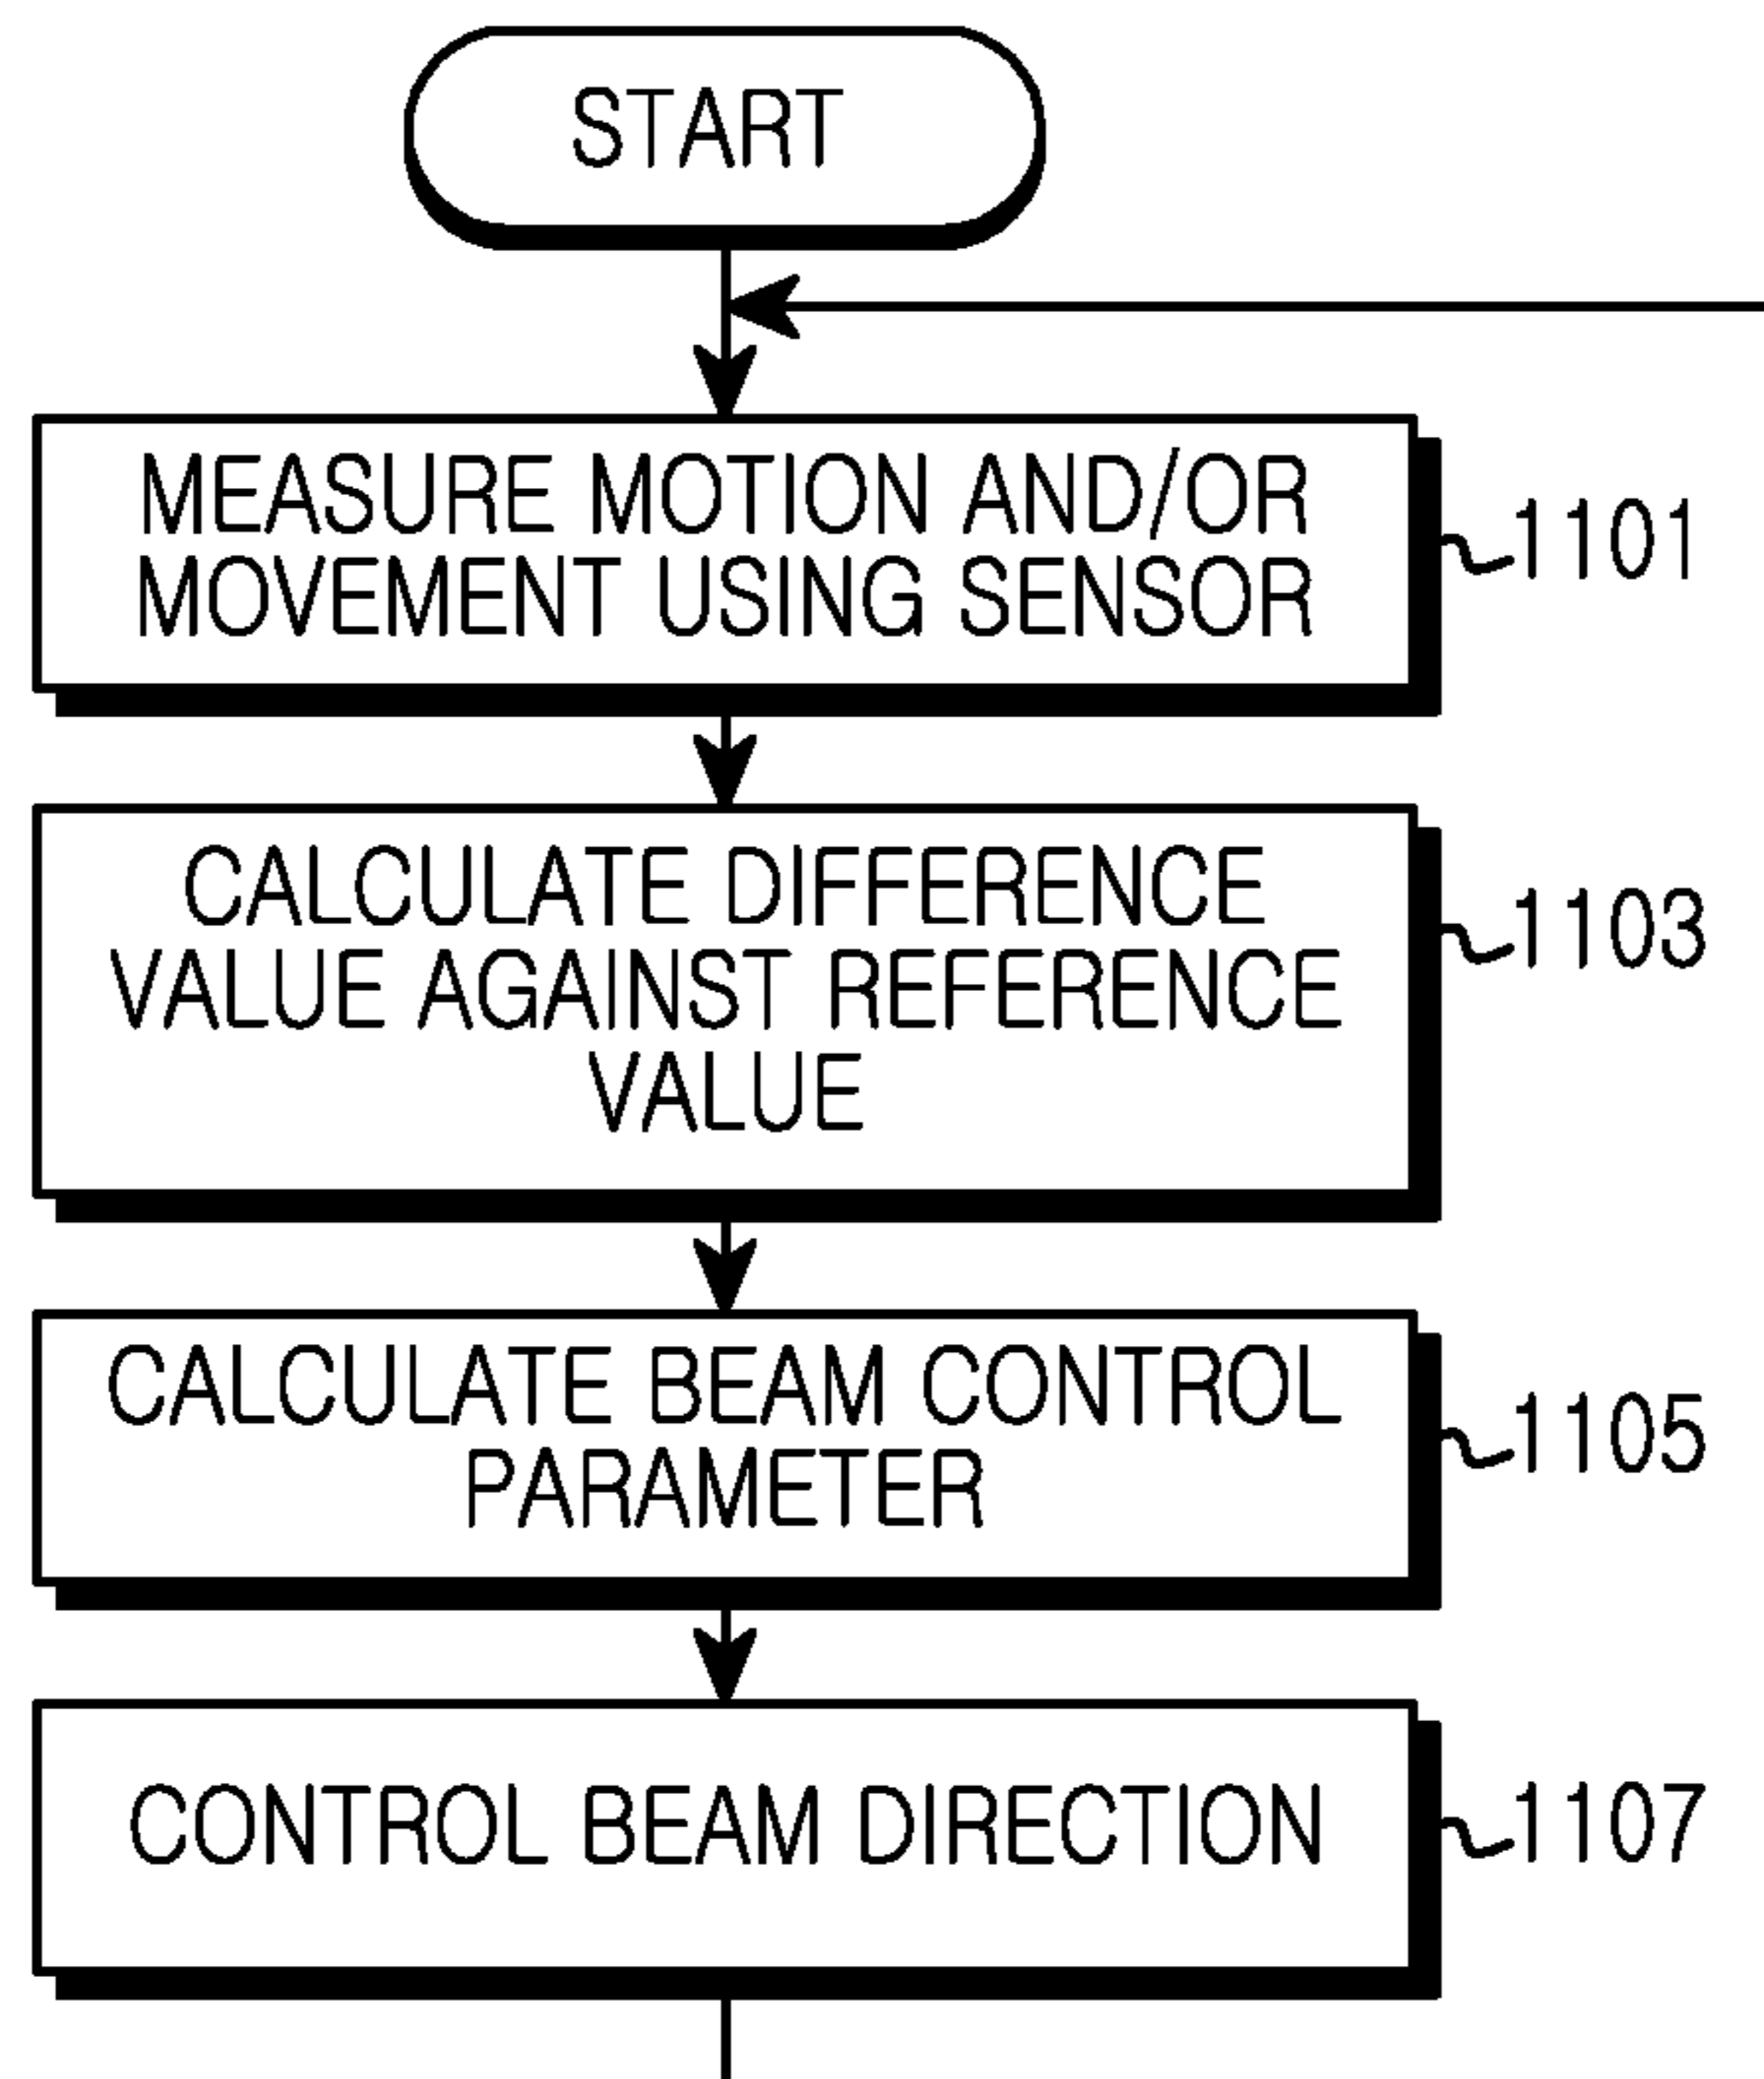 START
MEASURE MOTION AND/OR
MOVEMENT USING SENSOR
1101
CALCULATE DIFFERENCE
VALUE AGAINST REFERENCE
VALUE
1103
CALCULATE BEAM CONTROL
PARAMETER
1105
CONTROL BEAM DIRECTION
1107